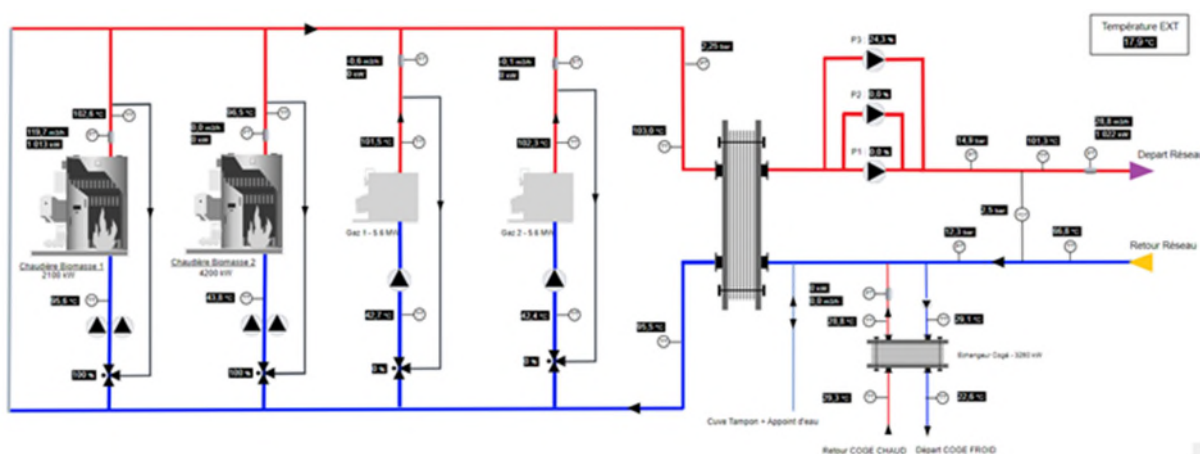 Température EXT
17,9 °C
P3 : 24,3 %
P2 : 0,0 %
P1 : 0,0 %
-0,6 m3/h
0 kW
-0,1 m3/h
0 kW
2,25 bar
102,6 °C
119,7 m3/h
1 013 kW
86,5 °C
0,0 m3/h
0 kW
101,5 °C
102,3 °C
103,0 °C
14,9 bar
101,3 °C
28,8 m3/h
1 022 kW
Depart Réseau
2,5 bar
Retour Réseau
12,3 bar
Gaz 1 - 5.6 MW
Gaz 2 - 5.6 MW
Chaudière Biomasse 1
2100 kW
Chaudière Biomasse 2
4200 kW
95,6 °C
43,8 °C
42,7 °C
42,4 °C
95,5 °C
0 kW
0,0 m3/h
28,8 °C
29,1 °C
Echangeur Cogé - 3260 kW
100 %
100 %
0 %
0 %
29,3 °C
22,6 °C
Cuve Tampon + Appoint d'eau
Retour COGE CHAUD
Départ COGE FROID